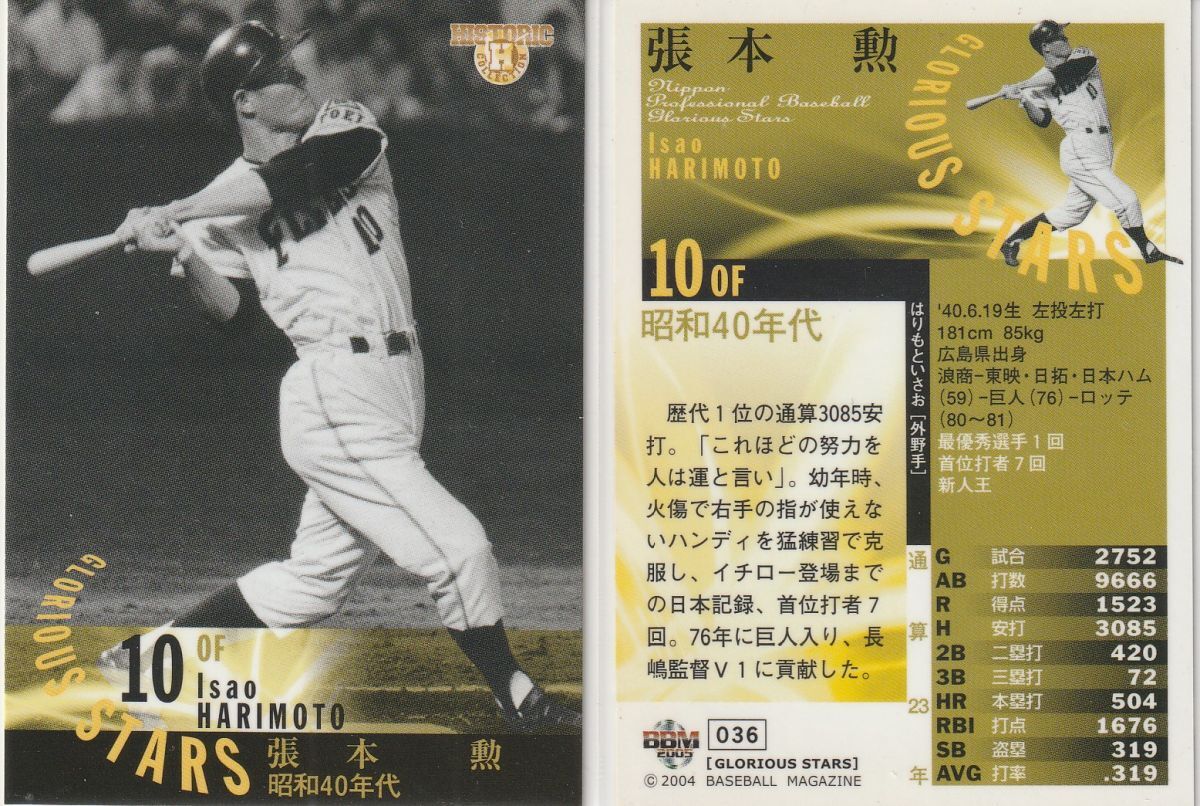 HISTORIC
H
COLLECTION
TOEI
10
GLORIOUS STARS
10 OF
Isao
HARIMOTO
張本 勲
昭和40年代
張本 勲
Nippon
Professional Baseball
Glorious Stars
Isao
HARIMOTO
GLORIOUS STARS
10 OF
昭和40年代
はりもといさお[外野手]
'40.6.19生 左投左打
181cm 85kg
広島県出身
浪商-東映・日拓・日本ハム
(59)-巨人(76)-ロッテ
(80〜81)
最優秀選手1回
首位打者7回
新人王
歴代1位の通算3085安
打。「これほどの努力を
人は運と言い」。幼年時、
火傷で右手の指が使えな
いハンディを猛練習で克
服し、イチロー登場まで
の日本記録、首位打者7
回。76年に巨人入り、長
嶋監督V1に貢献した。
通算23年
G 試合 2752
AB 打数 9666
R 得点 1523
H 安打 3085
2B 二塁打 420
3B 三塁打 72
HR 本塁打 504
RBI 打点 1676
SB 盗塁 319
AVG 打率 .319
BBM
2005
036
[GLORIOUS STARS]
©2004 BASEBALL MAGAZINE